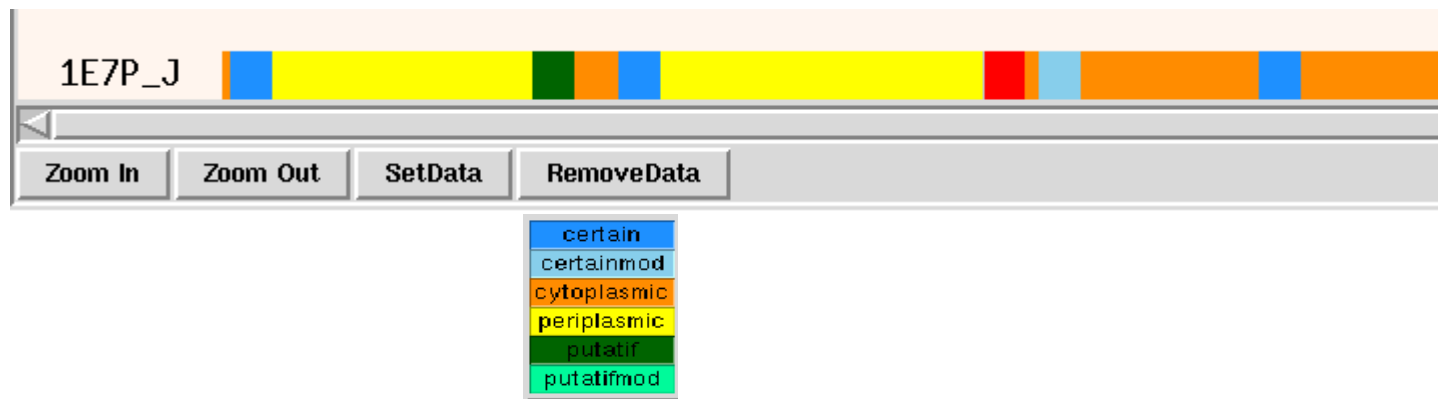 1E7P_J
Zoom In Zoom Out SetData RemoveData
certain
certainmod
cytoplasmic
periplasmic
putatif
putatifmod